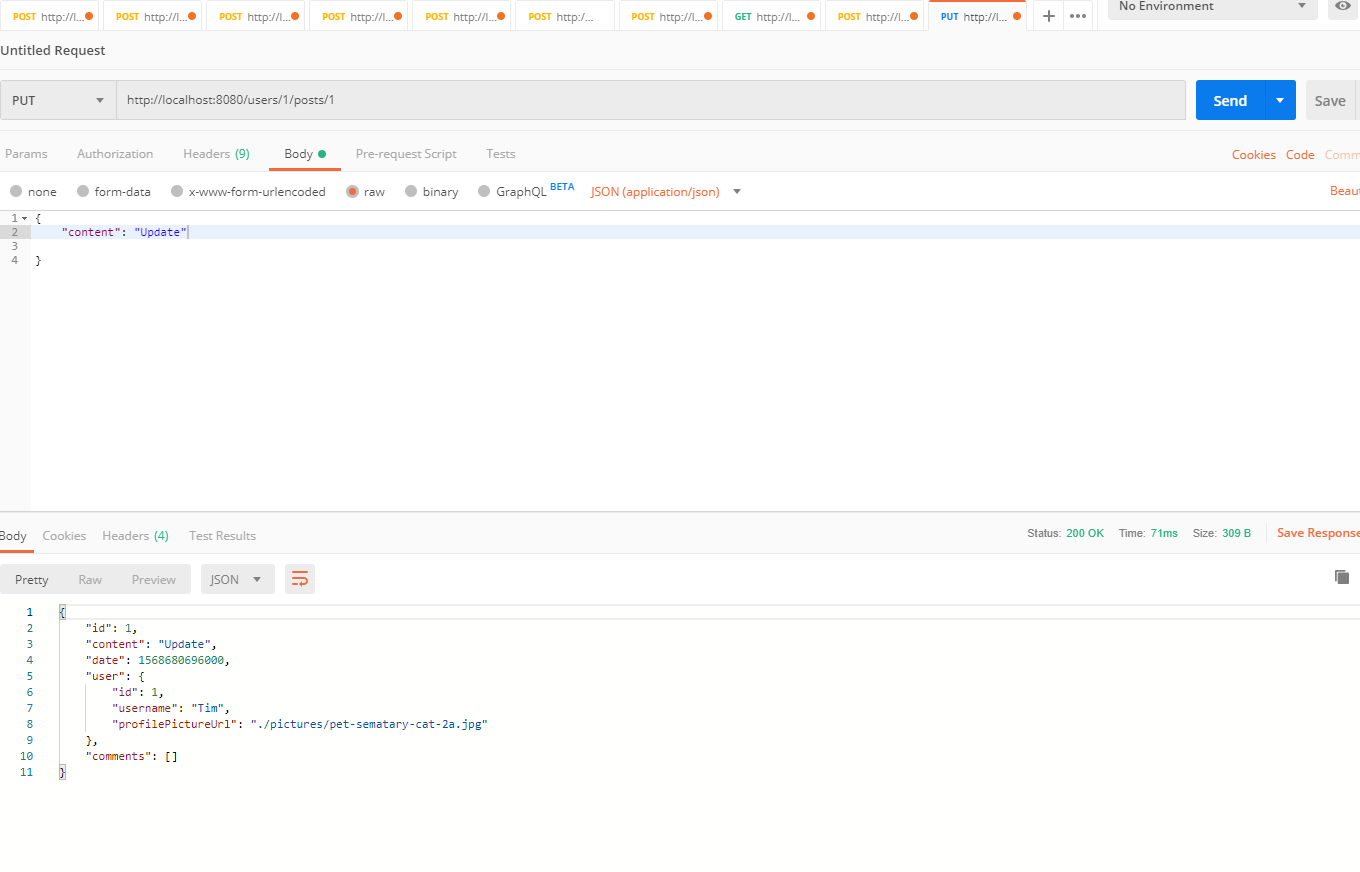 POST http://l... POST http://l... POST http://l... POST http://l... POST http://l... POST http:/... POST http://l... GET http://l... POST http://l... PUT http://l... No Environment
Untitled Request
PUT http://localhost:8080/users/1/posts/1 Send Save
Params Authorization Headers (9) Body Pre-request Script Tests Cookies Code Comm
none form-data x-www-form-urlencoded raw binary GraphQL BETA JSON (application/json) Beau
1 {
2 "content": "Update"
3
4 }
Body Cookies Headers (4) Test Results Status: 200 OK Time: 71ms Size: 309 B Save Response
Pretty Raw Preview JSON
1 {
2 "id": 1,
3 "content": "Update",
4 "date": 1568680696000,
5 "user": {
6 "id": 1,
7 "username": "Tim",
8 "profilePictureUrl": "./pictures/pet-sematary-cat-2a.jpg"
9 },
10 "comments": []
11 }